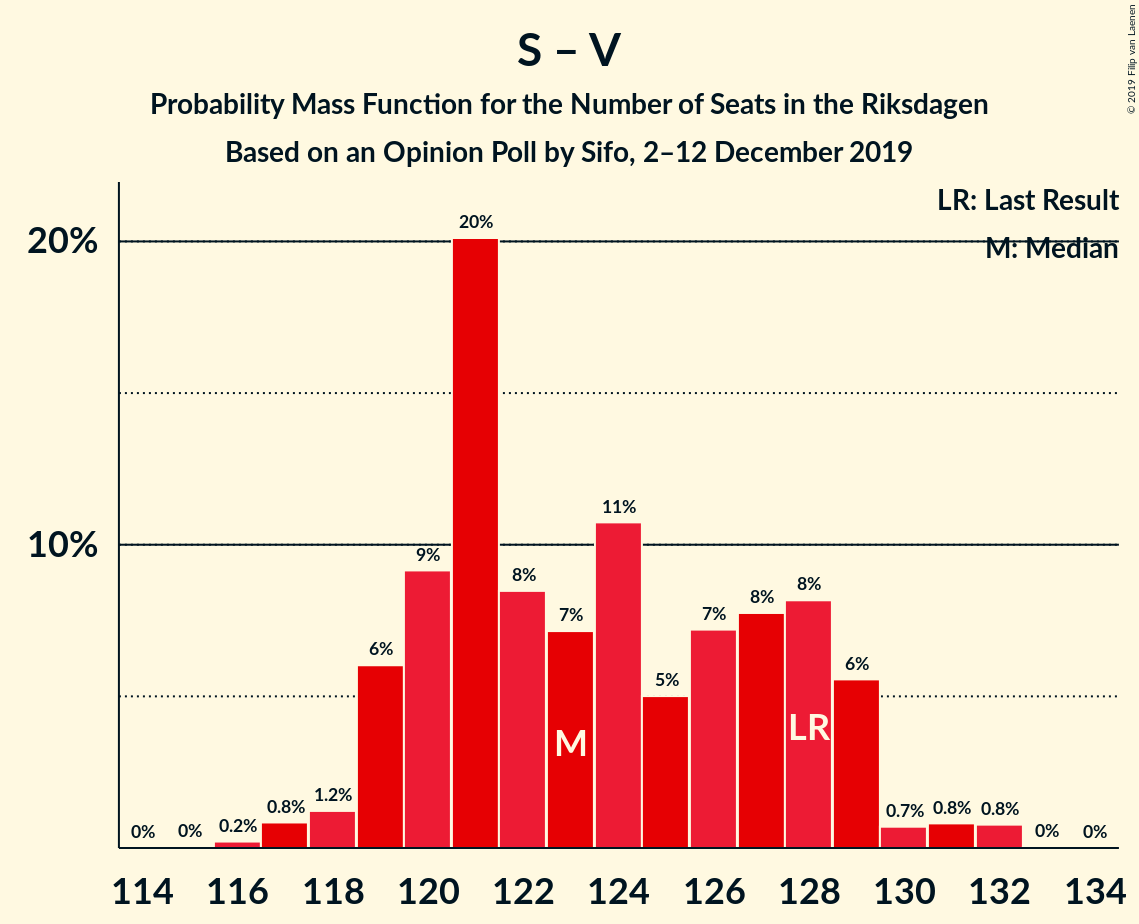 S – V
Probability Mass Function for the Number of Seats in the Riksdagen
Based on an Opinion Poll by Sifo, 2–12 December 2019
© 2019 Filip van Laenen
LR: Last Result
M: Median
20%
10%
0%
0%
0.2%
0.8%
1.2%
6%
9%
20%
8%
7%
11%
5%
7%
8%
8%
6%
0.7%
0.8%
0.8%
0%
0%
M
LR
114 116 118 120 122 124 126 128 130 132 134